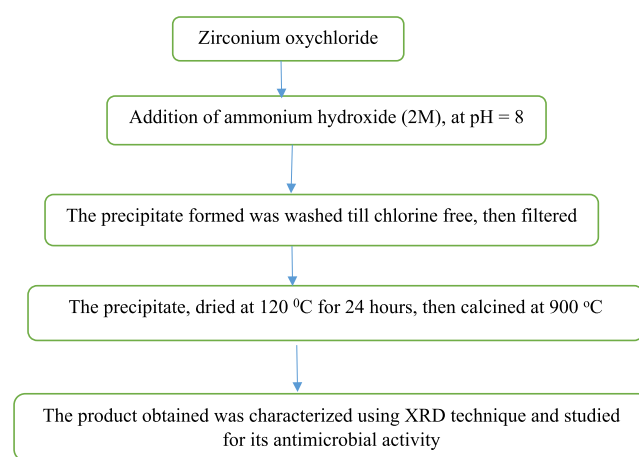 Zirconium oxychloride
Addition of ammonium hydroxide (2M), at pH = 8
The precipitate formed was washed till chlorine free, then filtered
The precipitate, dried at 120 ⁰C for 24 hours, then calcined at 900 ᵒC
The product obtained was characterized using XRD technique and studied
for its antimicrobial activity